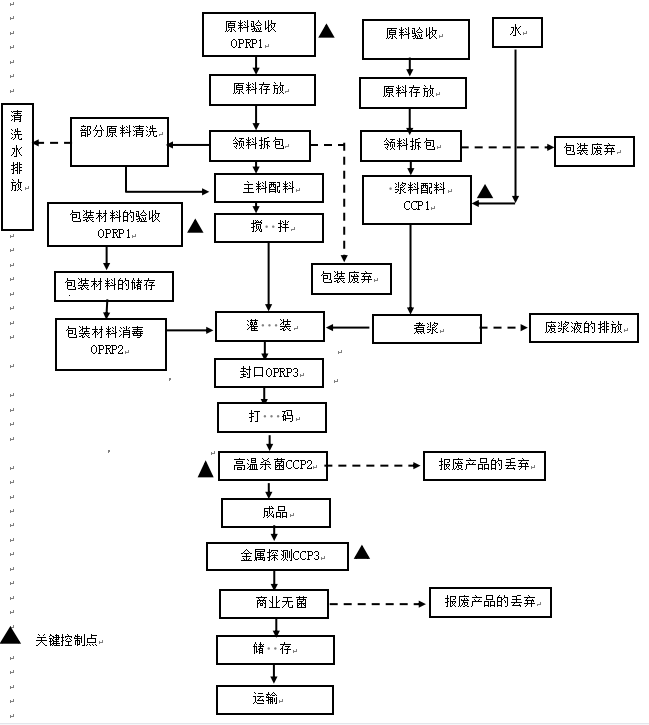 原料验收
OPRP1
原料验收
水
原料存放
原料存放
清洗水排放
部分原料清洗
领料拆包
领料拆包
包装废弃
主料配料
浆料配料
CCP1
包装材料的验收
OPRP1
搅 拌
包装材料的储存
包装废弃
包装材料消毒
OPRP2
灌 装
煮浆
废浆液的排放
封口OPRP3
打 码
高温杀菌CCP2
报废产品的丢弃
成品
金属探测CCP3
商业无菌
报废产品的丢弃
关键控制点
储 存
运输